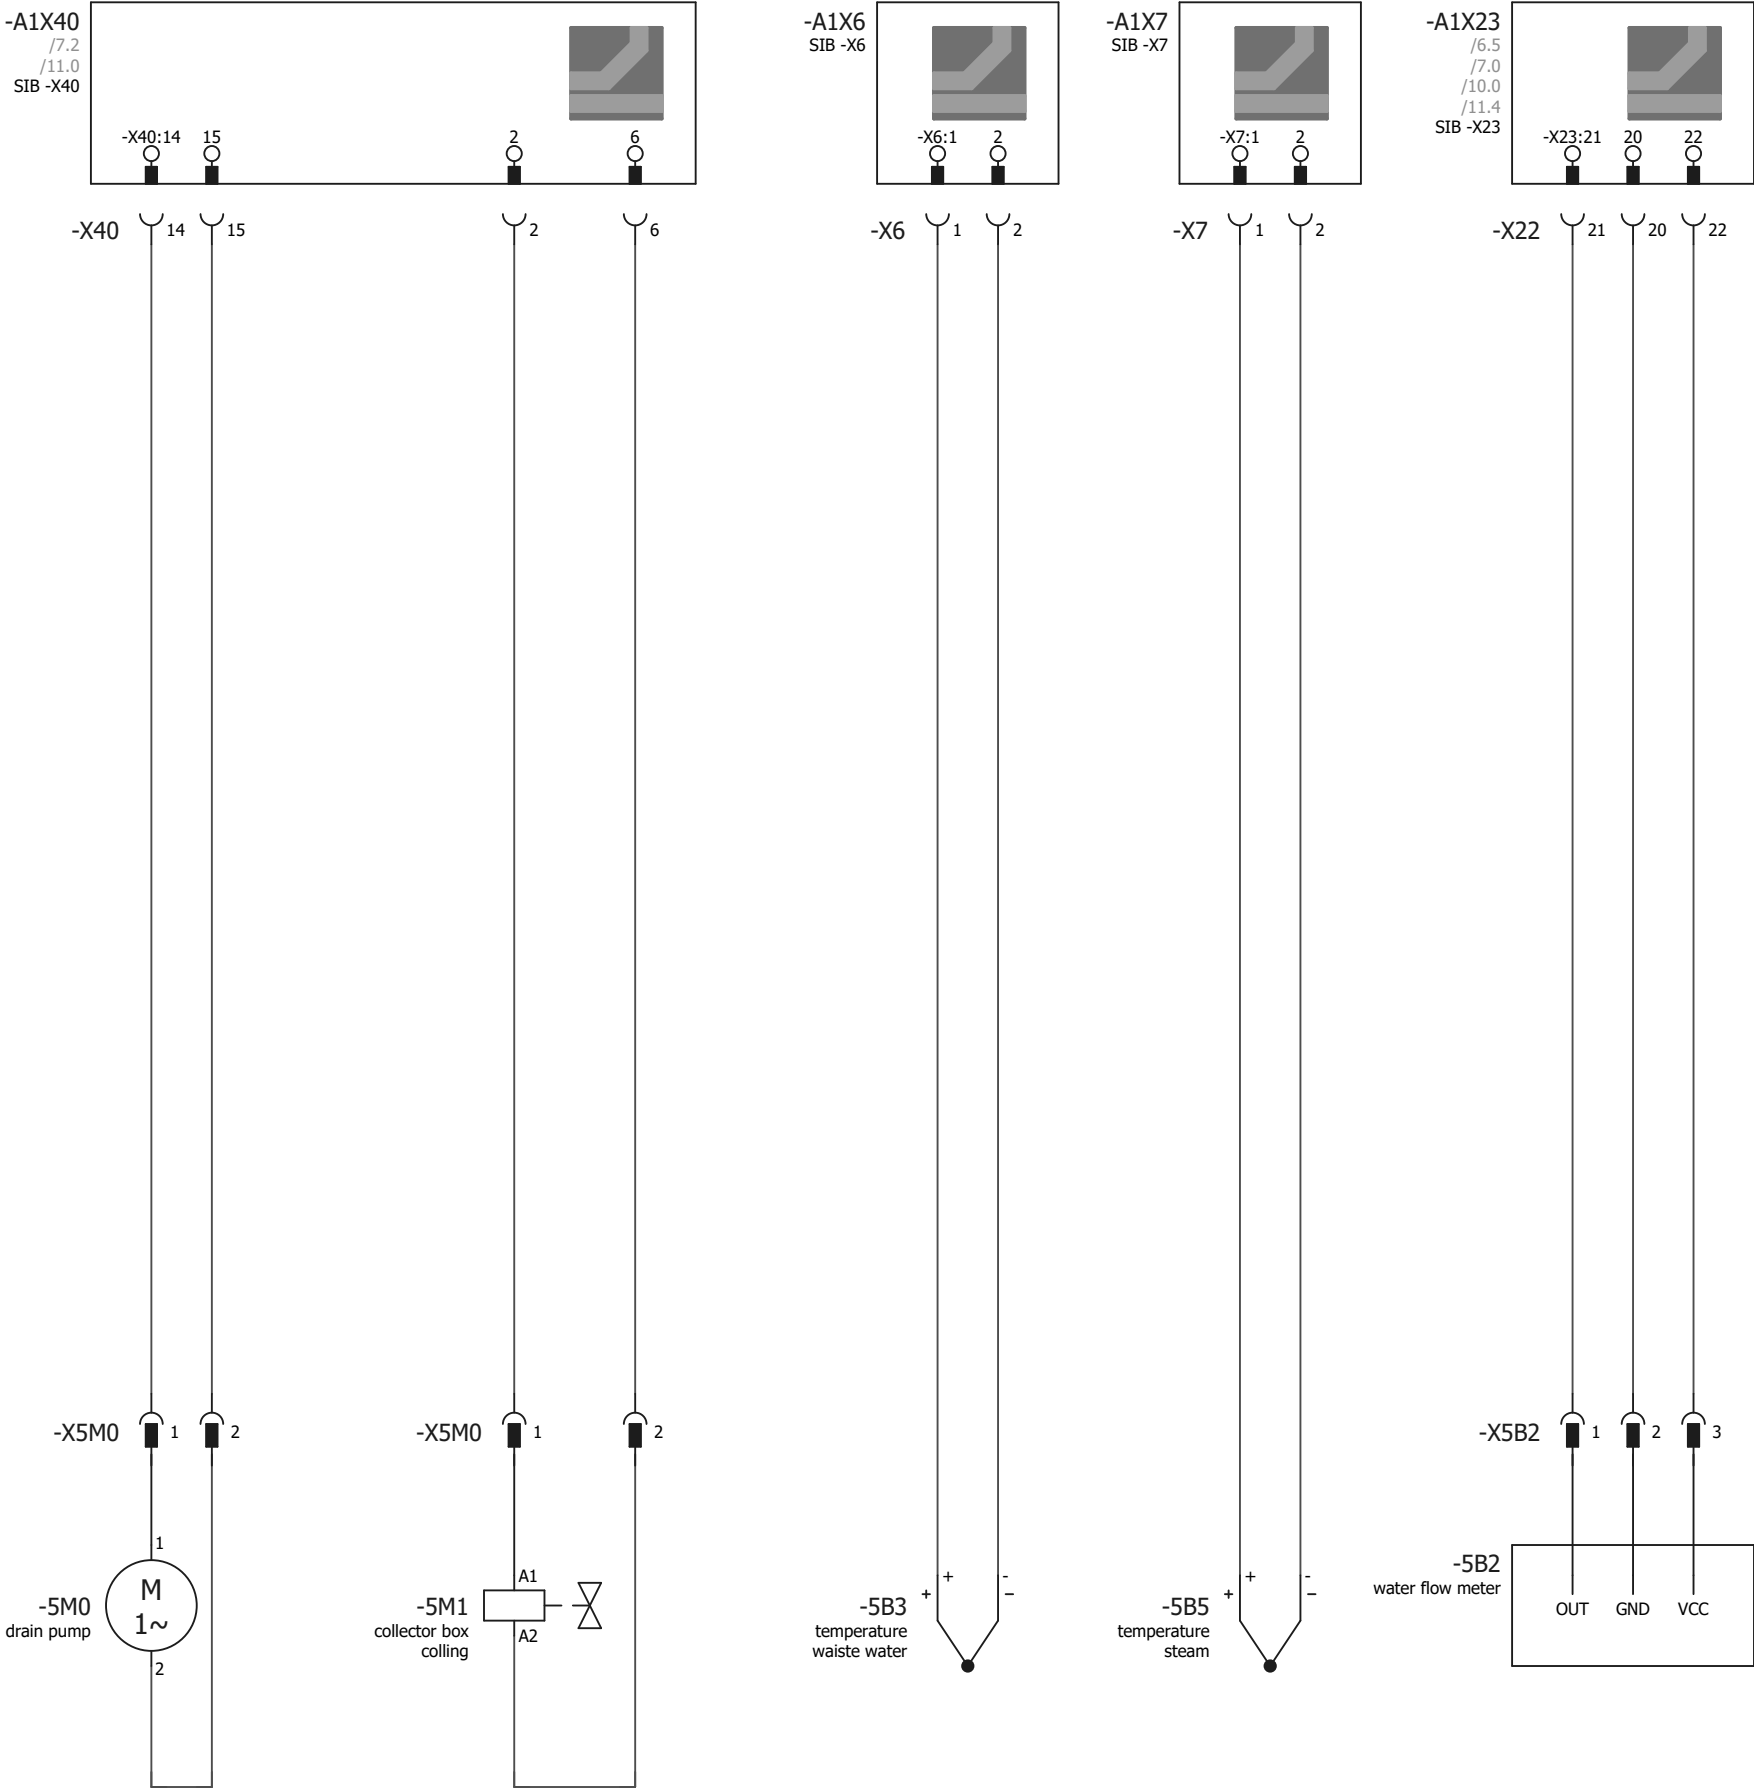 -A1X40
/7.2
/11.0
SIB -X40
-X40:14 15 2 6
-X40 14 15 2 6
-A1X6
SIB -X6
-X6:1 2
-X6 1 2
-A1X7
SIB -X7
-X7:1 2
-X7 1 2
-A1X23
/6.5
/7.0
/10.0
/11.4
SIB -X23
-X23:21 20 22
-X22 21 20 22
-X5M0 1 2
-X5M0 1 2
-X5B2 1 2 3
1
M
1~
-5M0
drain pump
2
A1
-5M1
collector box
colling
A2
+ -
+ –
-5B3
temperature
waiste water
+ -
+ –
-5B5
temperature
steam
-5B2
water flow meter
OUT GND VCC